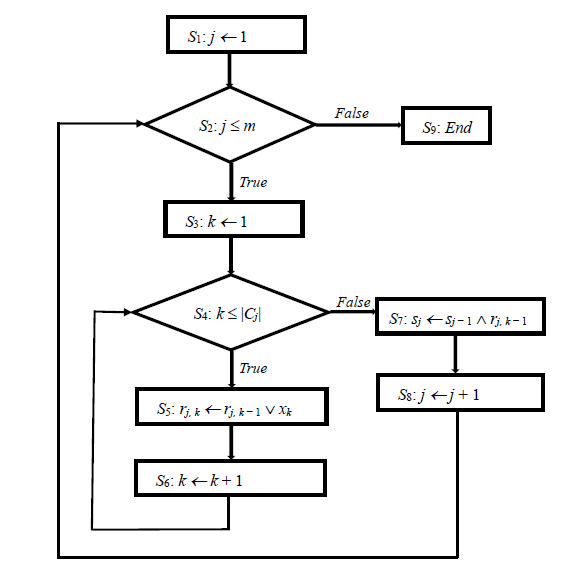 S₁: j ← 1
S₂: j ≤ m
False
S₉: End
True
S₃: k ← 1
S₄: k ≤ |Cⱼ|
False
S₇: sⱼ ← sⱼ₋₁ ∧ rⱼ, ₖ₋₁
True
S₅: rⱼ, ₖ ← rⱼ, ₖ₋₁ ∨ xₖ
S₈: j ← j + 1
S₆: k ← k + 1